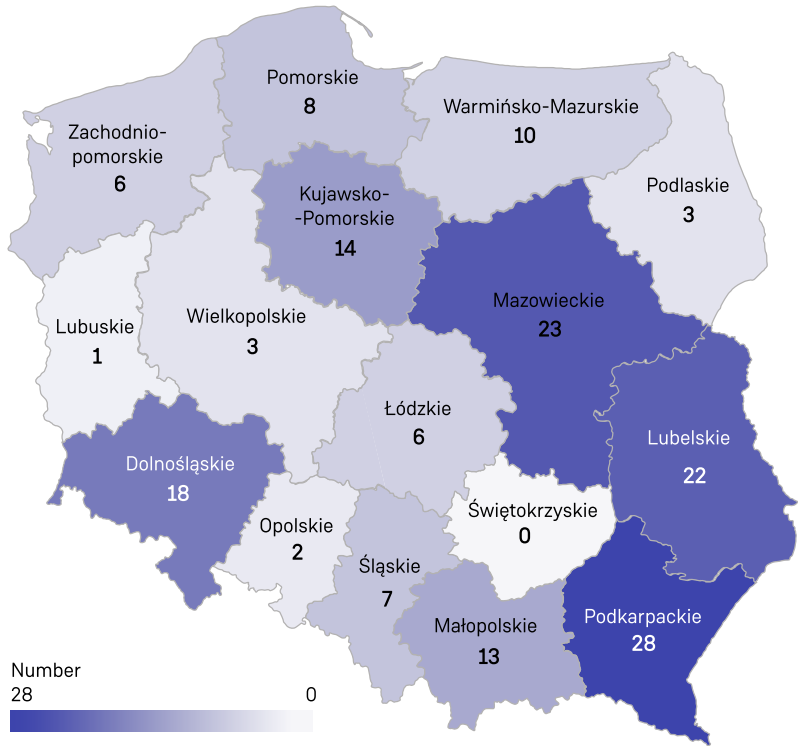 Pomorskie
8
Warmińsko-Mazurskie
10
Zachodnio-
pomorskie
6
Kujawsko-
-Pomorskie
14
Podlaskie
3
Mazowieckie
23
Wielkopolskie
3
Lubuskie
1
Łódzkie
6
Lubelskie
22
Dolnośląskie
18
Świętokrzyskie
0
Opolskie
2
Śląskie
7
Podkarpackie
28
Małopolskie
13
Number
28 0